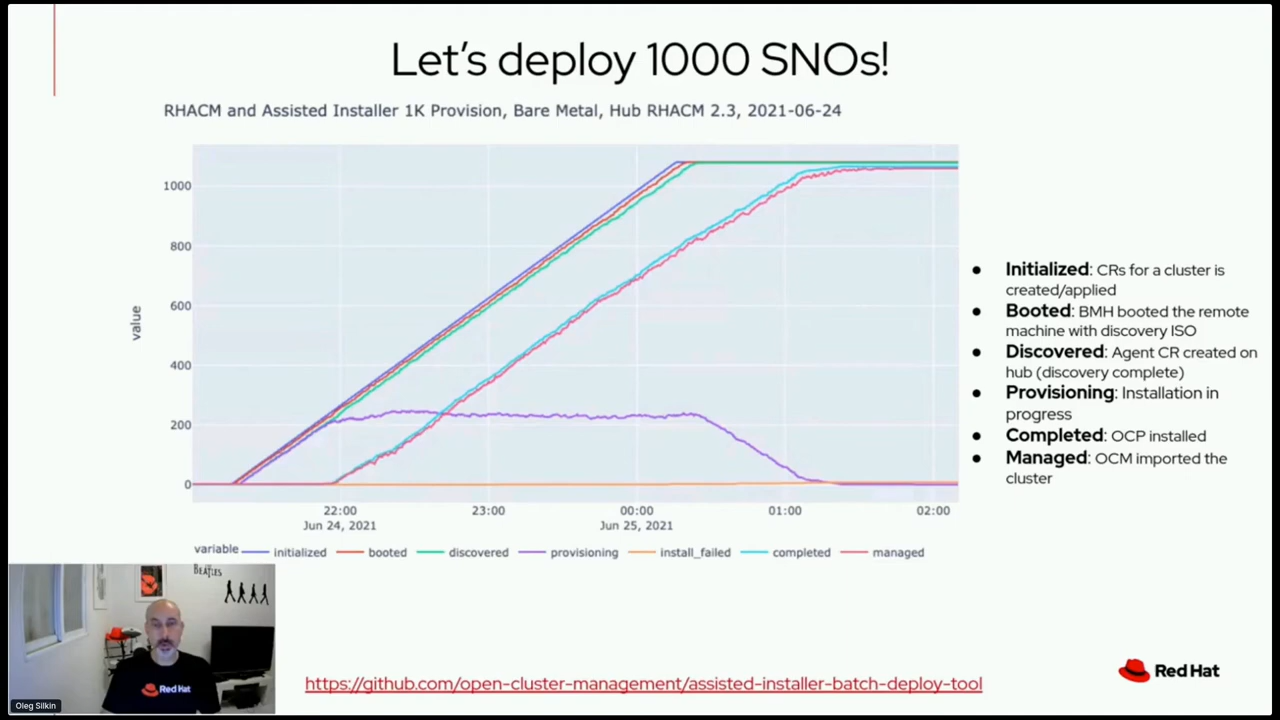 Let's deploy 1000 SNOs!
RHACM and Assisted Installer 1K Provision, Bare Metal, Hub RHACM 2.3, 2021-06-24
value
1000
800
600
400
200
0
22:00
Jun 24, 2021
23:00
00:00
Jun 25, 2021
01:00
02:00
variable
initialized
booted
discovered
provisioning
install_failed
completed
managed
● Initialized: CRs for a cluster is
created/applied
● Booted: BMH booted the remote
machine with discovery ISO
● Discovered: Agent CR created on
hub (discovery complete)
● Provisioning: Installation in
progress
● Completed: OCP installed
● Managed: OCM imported the
cluster
BEATLES
Red Hat
Oleg Silkin
https://github.com/open-cluster-management/assisted-installer-batch-deploy-tool
Red Hat